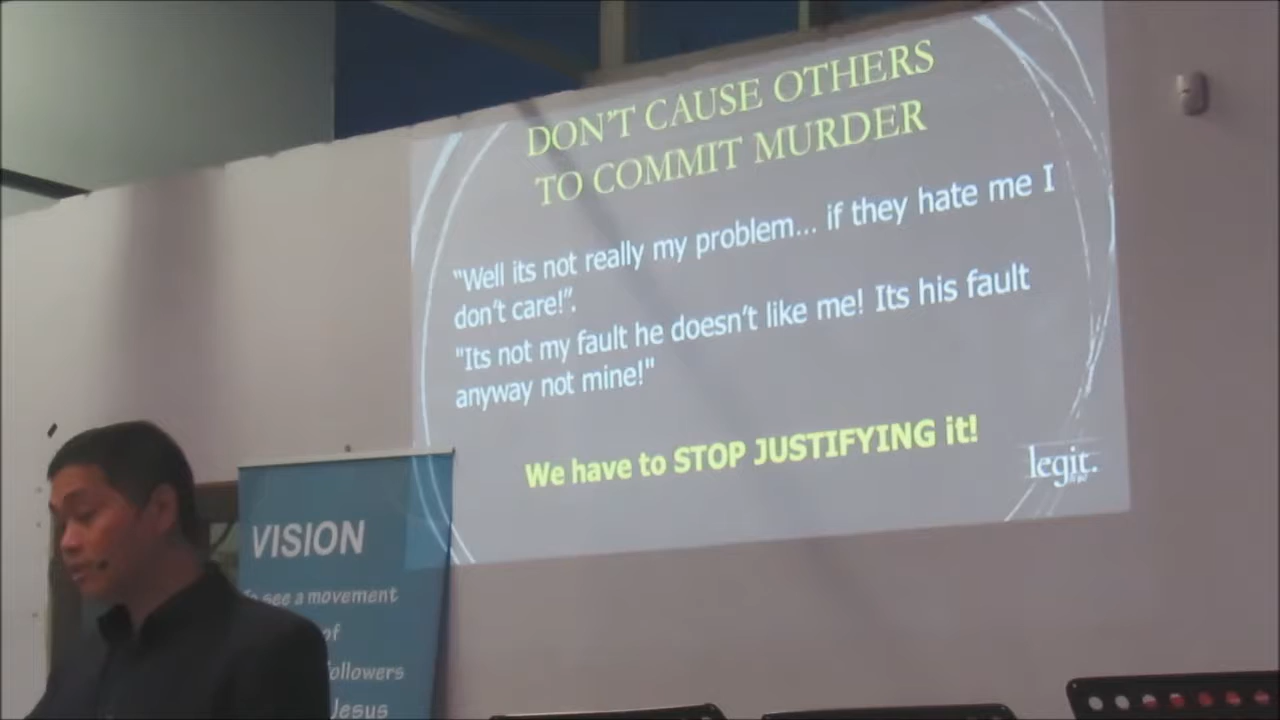 DON'T CAUSE OTHERS
TO COMMIT MURDER
“Well its not really my problem... if they hate me I
don't care!”.
"Its not my fault he doesn't like me! Its his fault
anyway not mine!"
We have to STOP JUSTIFYING it!
legit.
VISION
see a movement
of
followers
Jesus